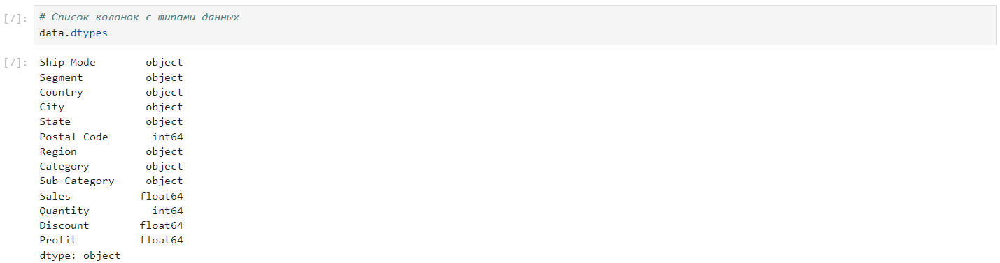 [7]: # Список колонок с типами данных
data.dtypes
[7]: Ship Mode object
Segment object
Country object
City object
State object
Postal Code int64
Region object
Category object
Sub-Category object
Sales float64
Quantity int64
Discount float64
Profit float64
dtype: object